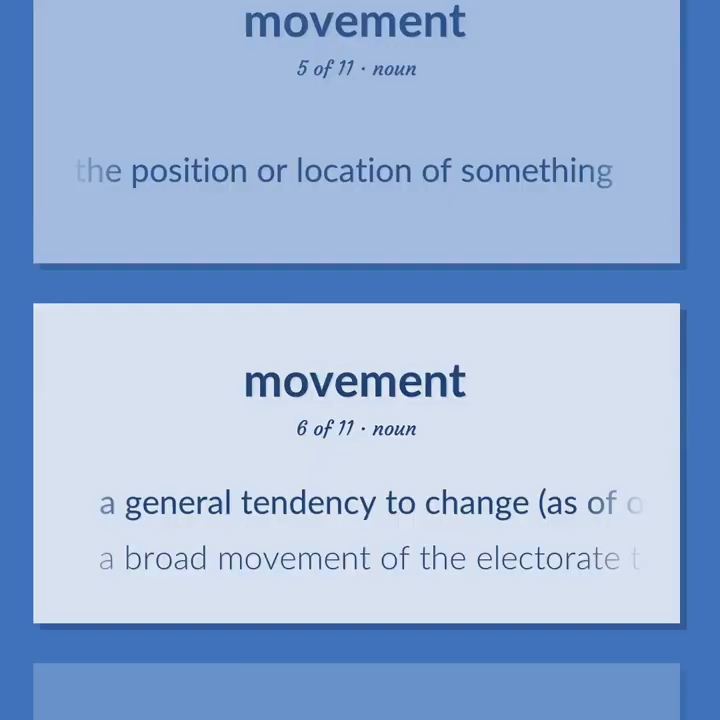 movement
5 of 11 · noun
the position or location of something
movement
6 of 11 · noun
a general tendency to change (as of
a broad movement of the electorate